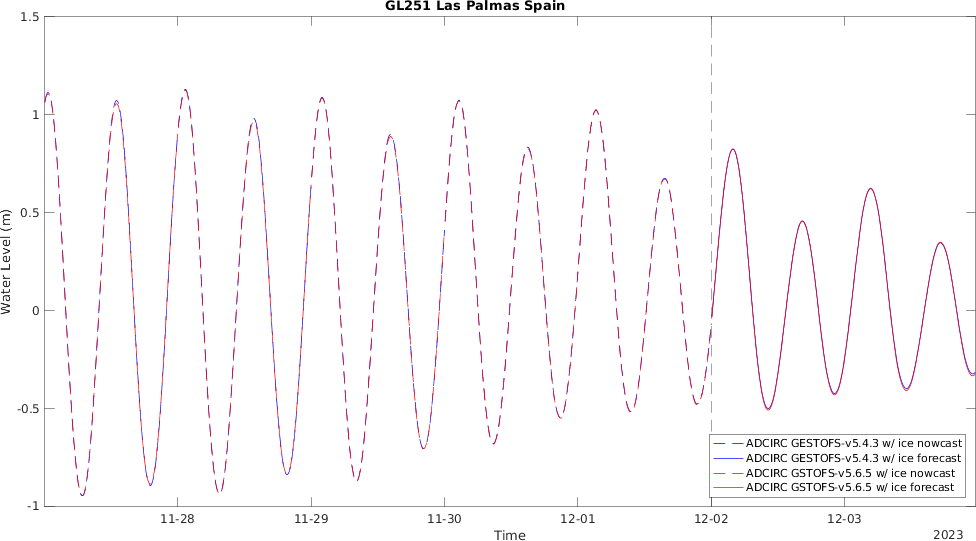 GL251 Las Palmas Spain
1.5
1
0.5
0
-0.5
-1
Water Level (m)
ADCIRC GESTOFS-v5.4.3 w/ ice nowcast
ADCIRC GESTOFS-v5.4.3 w/ ice forecast
ADCIRC GSTOFS-v5.6.5 w/ ice nowcast
ADCIRC GSTOFS-v5.6.5 w/ ice forecast
11-28 11-29 11-30 12-01 12-02 12-03
Time
2023